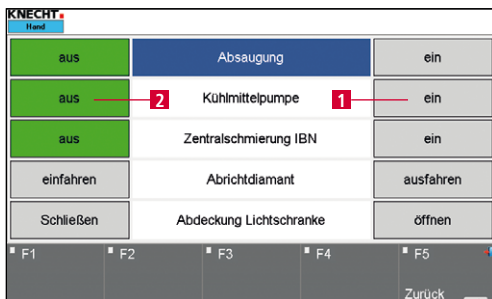 KNECHT
Hand
aus Absaugung ein
aus 2 Kühlmittelpumpe 1 ein
aus Zentralschmierung IBN ein
einfahren Abrichtdiamant ausfahren
Schließen Abdeckung Lichtschranke öffnen
F1 F2 F3 F4 F5
Zurück